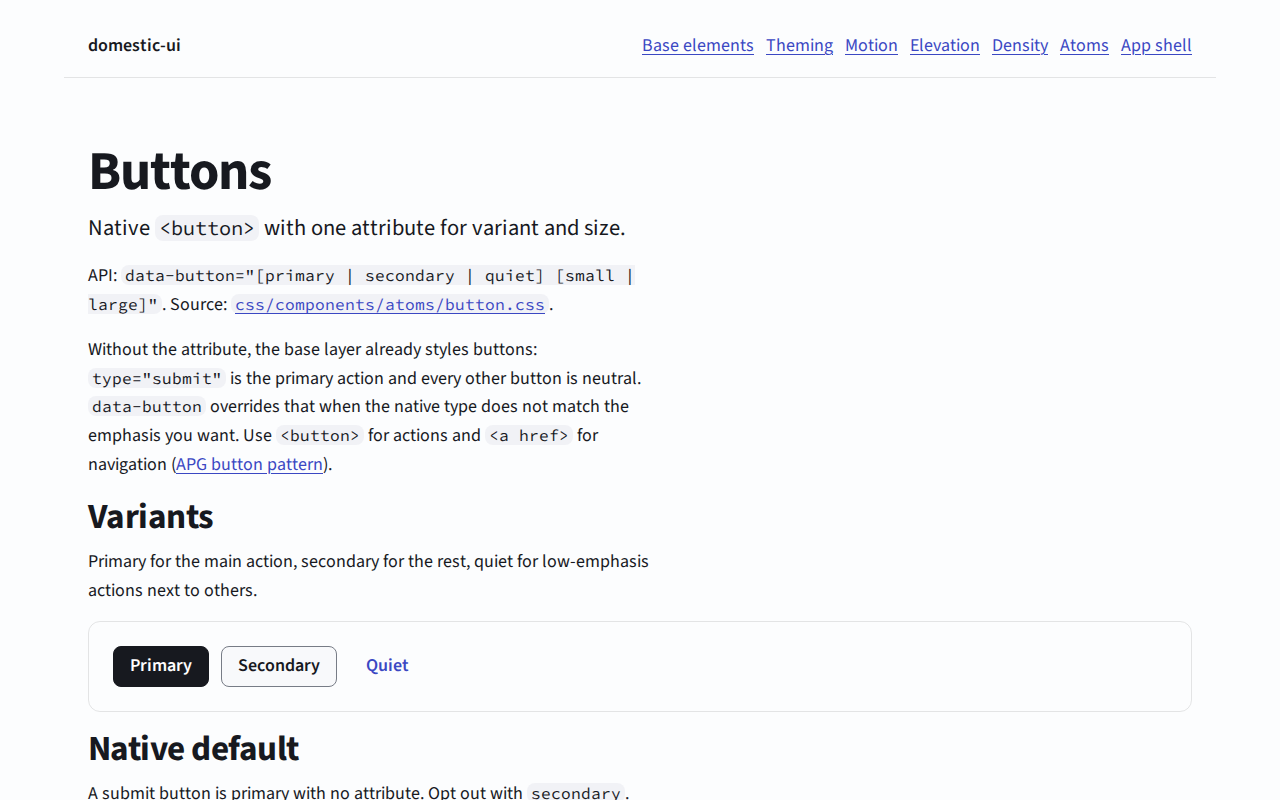 domestic-ui
Base elements Theming Motion Elevation Density Atoms App shell
Buttons
Native <button> with one attribute for variant and size.
API: data-button="[primary | secondary | quiet] [small |
large]". Source: css/components/atoms/button.css.
Without the attribute, the base layer already styles buttons:
type="submit" is the primary action and every other button is neutral.
data-button overrides that when the native type does not match the
emphasis you want. Use <button> for actions and <a href> for
navigation (APG button pattern).
Variants
Primary for the main action, secondary for the rest, quiet for low-emphasis
actions next to others.
Primary Secondary Quiet
Native default
A submit button is primary with no attribute. Opt out with secondary.